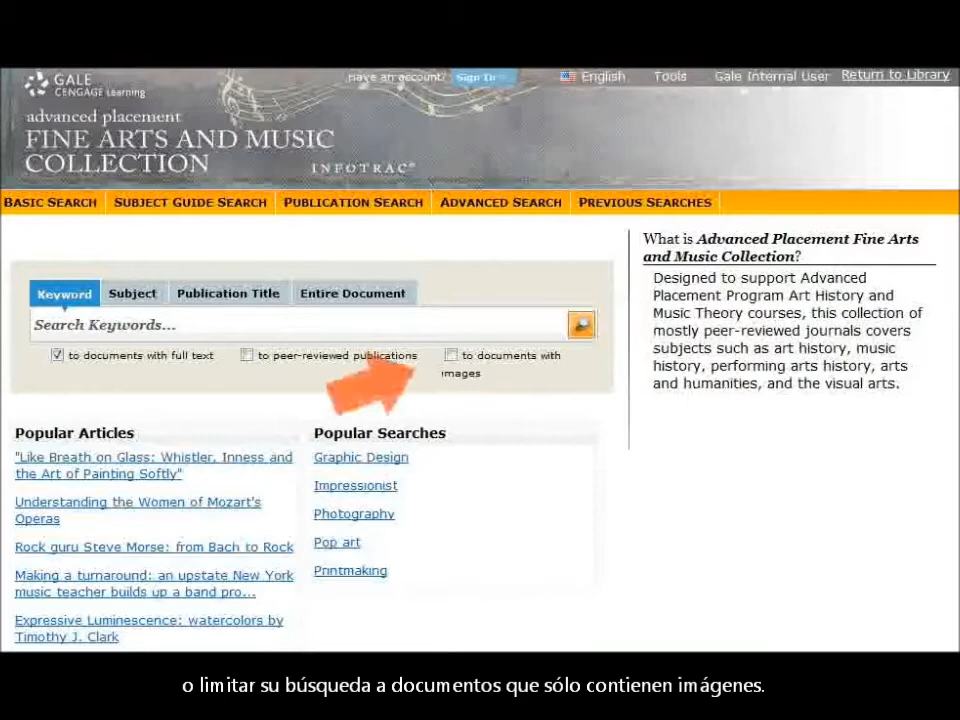 GALE
CENGAGE Learning
Have an account? Sign In
English Tools Gale Internal User Return to Library
advanced placement
FINE ARTS AND MUSIC
COLLECTION
INFOTRAC®
BASIC SEARCH SUBJECT GUIDE SEARCH PUBLICATION SEARCH ADVANCED SEARCH PREVIOUS SEARCHES
Keyword Subject Publication Title Entire Document
Search Keywords...
to documents with full text to peer-reviewed publications to documents with
images
What is Advanced Placement Fine Arts
and Music Collection?
Designed to support Advanced
Placement Program Art History and
Music Theory courses, this collection of
mostly peer-reviewed journals covers
subjects such as art history, music
history, performing arts history, arts
and humanities, and the visual arts.
Popular Articles
"Like Breath on Glass: Whistler, Inness and
the Art of Painting Softly"
Understanding the Women of Mozart's
Operas
Rock guru Steve Morse: from Bach to Rock
Making a turnaround: an upstate New York
music teacher builds up a band pro...
Expressive Luminescence: watercolors by
Timothy J. Clark
Popular Searches
Graphic Design
Impressionist
Photography
Pop art
Printmaking
o limitar su búsqueda a documentos que sólo contienen imágenes.